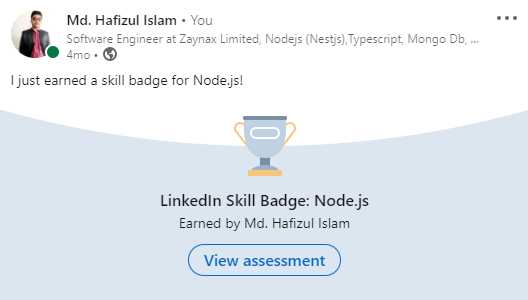 Md. Hafizul Islam • You
Software Engineer at Zaynax Limited, Nodejs (Nestjs),Typescript, Mongo Db, ...
4mo •
I just earned a skill badge for Node.js!
LinkedIn Skill Badge: Node.js
Earned by Md. Hafizul Islam
View assessment